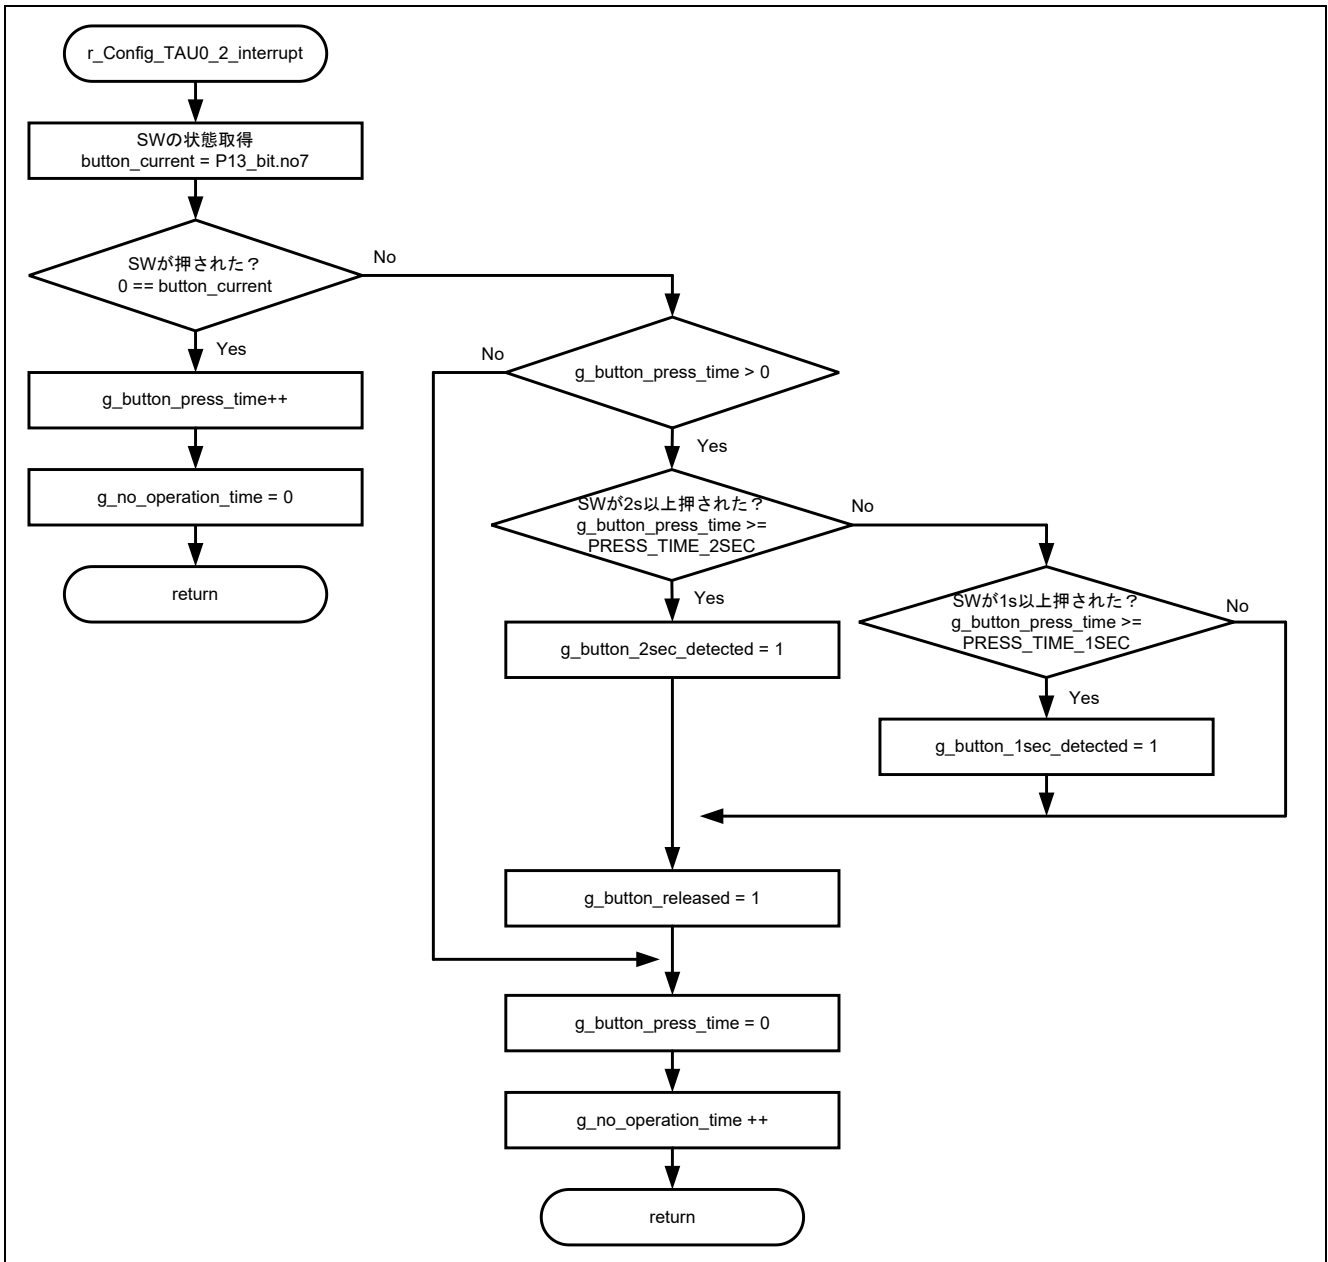 r_Config_TAU0_2_interrupt
SWの状態取得
button_current = P13_bit.no7
SWが押された？
0 == button_current
No
Yes
g_button_press_time++
g_no_operation_time = 0
return
g_button_press_time > 0
No
Yes
SWが2s以上押された？
g_button_press_time >=
PRESS_TIME_2SEC
No
Yes
g_button_2sec_detected = 1
SWが1s以上押された？
g_button_press_time >=
PRESS_TIME_1SEC
No
Yes
g_button_1sec_detected = 1
g_button_released = 1
g_button_press_time = 0
g_no_operation_time ++
return